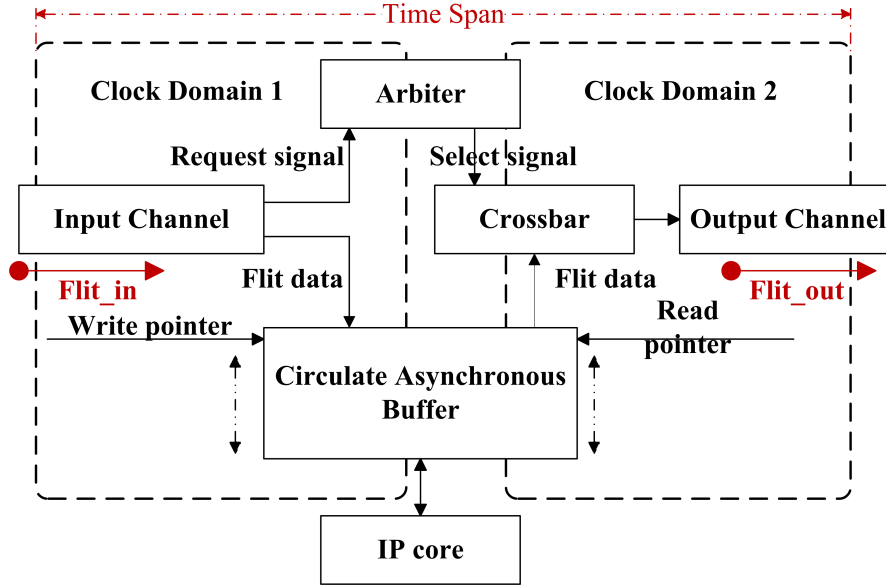 Time Span
Clock Domain 1
Arbiter
Clock Domain 2
Request signal
Select signal
Input Channel
Crossbar
Output Channel
Flit_in
Flit data
Flit data
Flit_out
Write pointer
Read
pointer
Circulate Asynchronous
Buffer
IP core